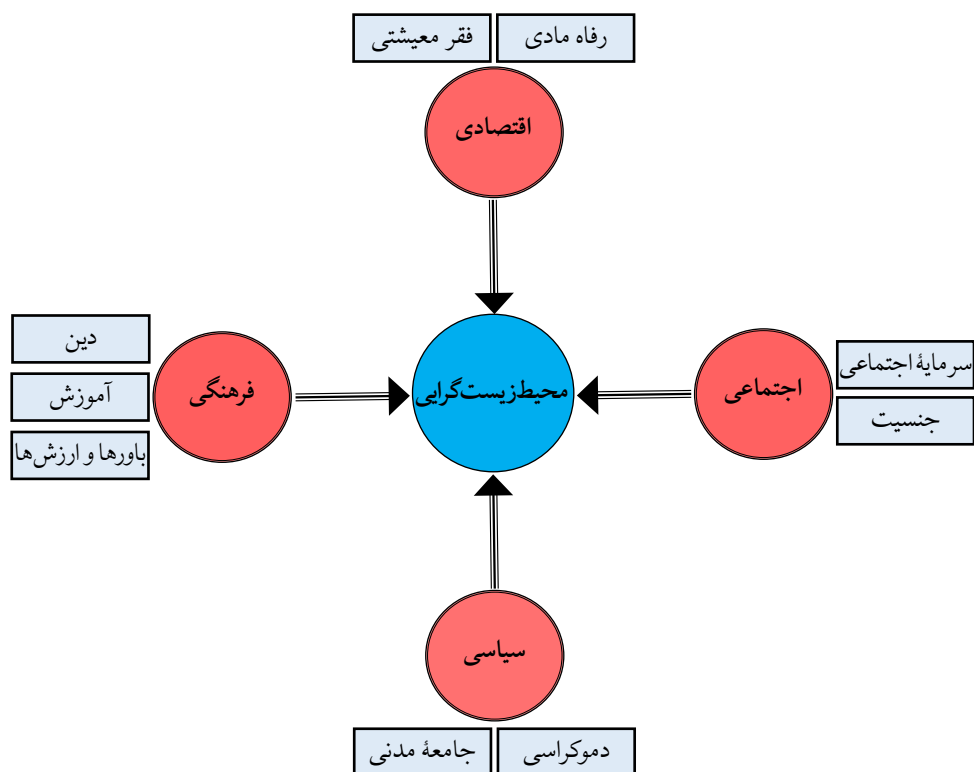 رفاه مادی
فقر معیشتی
اقتصادی
دین
آموزش
باورها و ارزش‌ها
فرهنگی
محیط‌زیست‌گرایی
اجتماعی
سرمایهٔ اجتماعی
جنسیت
سیاسی
دموکراسی
جامعهٔ مدنی